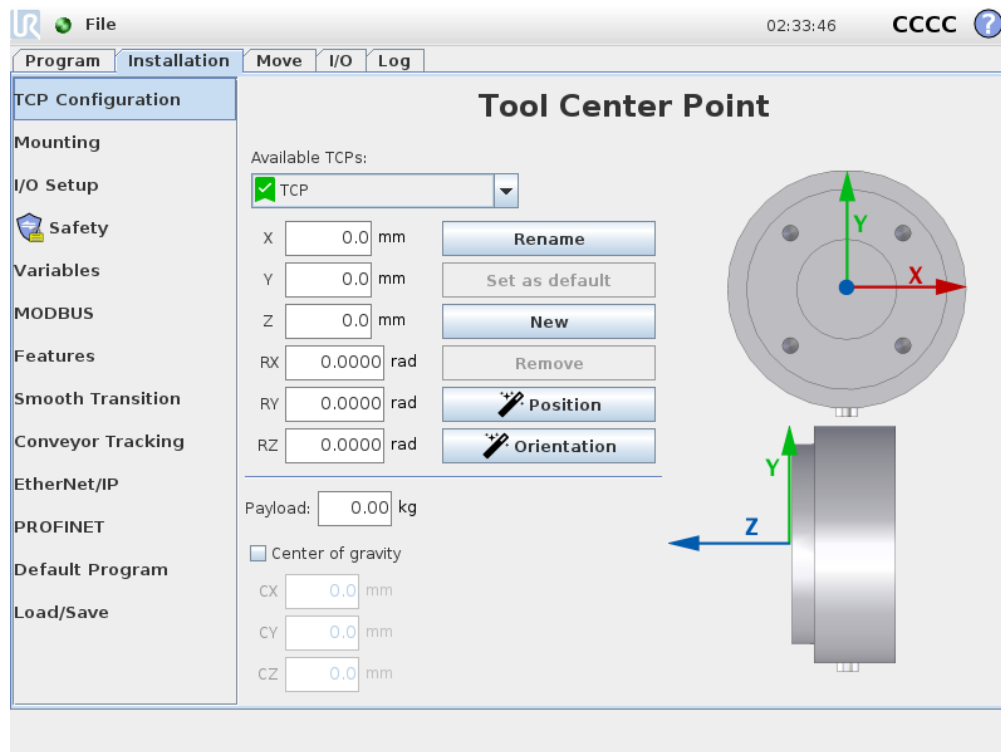 UR File 02:33:46 CCCC ?
Program Installation Move I/O Log
TCP Configuration
Mounting
I/O Setup
Safety
Variables
MODBUS
Features
Smooth Transition
Conveyor Tracking
EtherNet/IP
PROFINET
Default Program
Load/Save
Tool Center Point
Available TCPs:
TCP
X 0.0 mm Rename
Y 0.0 mm Set as default
Z 0.0 mm New
RX 0.0000 rad Remove
RY 0.0000 rad Position
RZ 0.0000 rad Orientation
Payload: 0.00 kg
Center of gravity
CX 0.0 mm
CY 0.0 mm
CZ 0.0 mm
Y
X
Y
Z